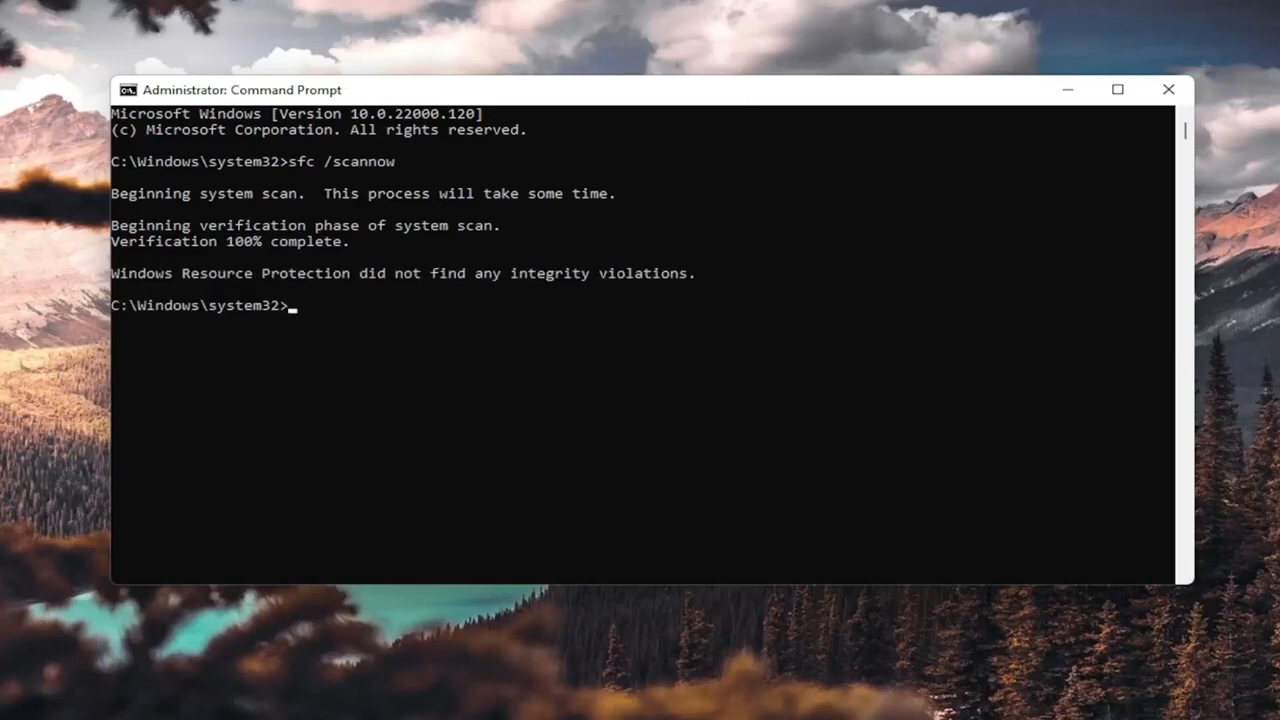 Administrator: Command Prompt
Microsoft Windows [Version 10.0.22000.120]
(c) Microsoft Corporation. All rights reserved.
C:\Windows\system32>sfc /scannow
Beginning system scan.  This process will take some time.
Beginning verification phase of system scan.
Verification 100% complete.
Windows Resource Protection did not find any integrity violations.
C:\Windows\system32>